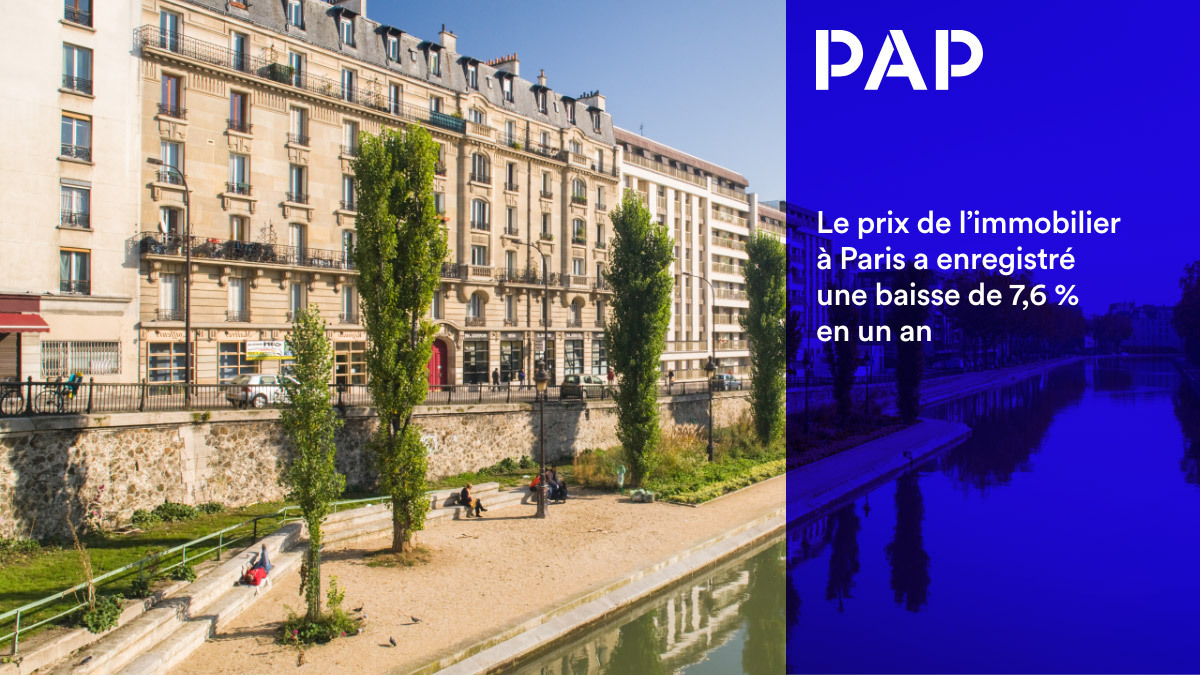 PAP
Le prix de l’immobilier
à Paris a enregistré
une baisse de 7,6 %
en un an